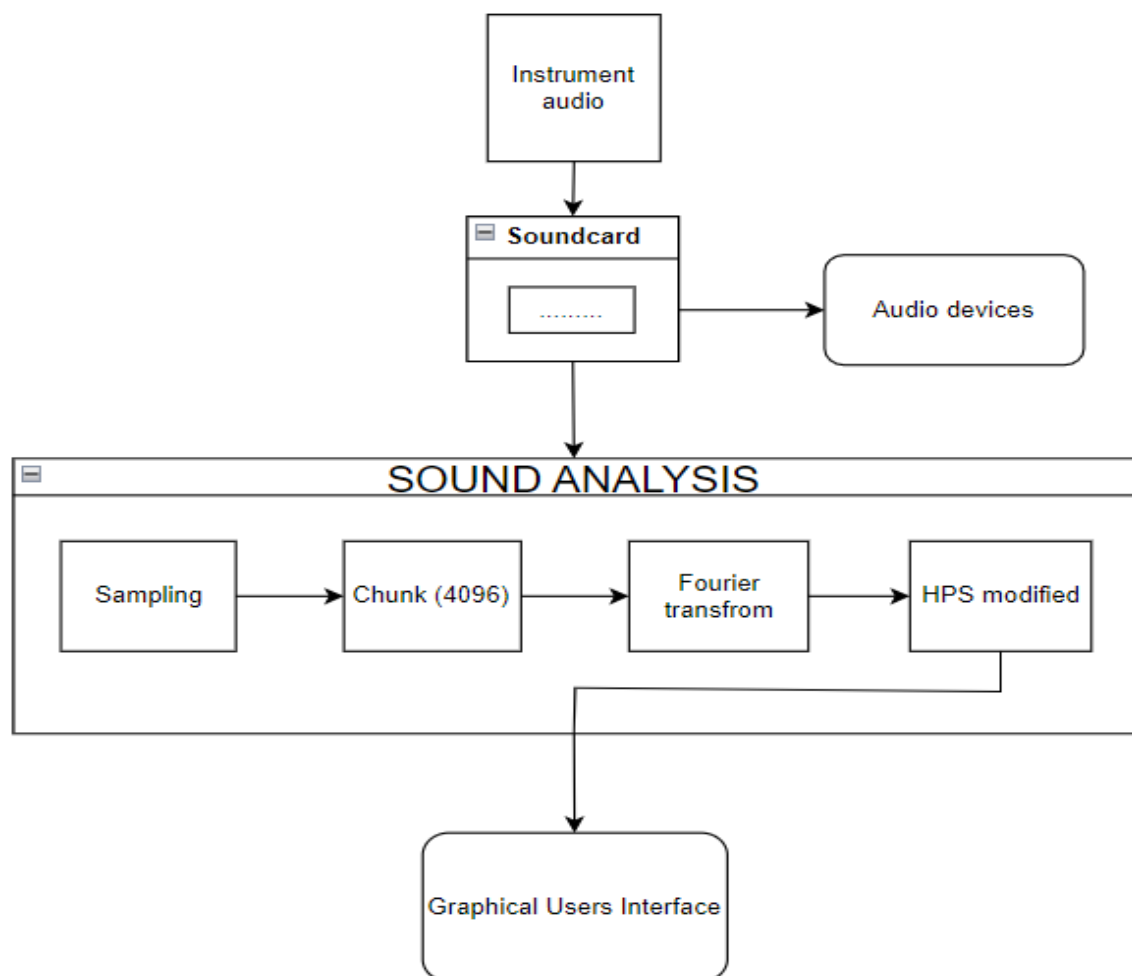 Instrument
audio
Soundcard
.........
Audio devices
SOUND ANALYSIS
Sampling
Chunk (4096)
Fourier
transfrom
HPS modified
Graphical Users Interface